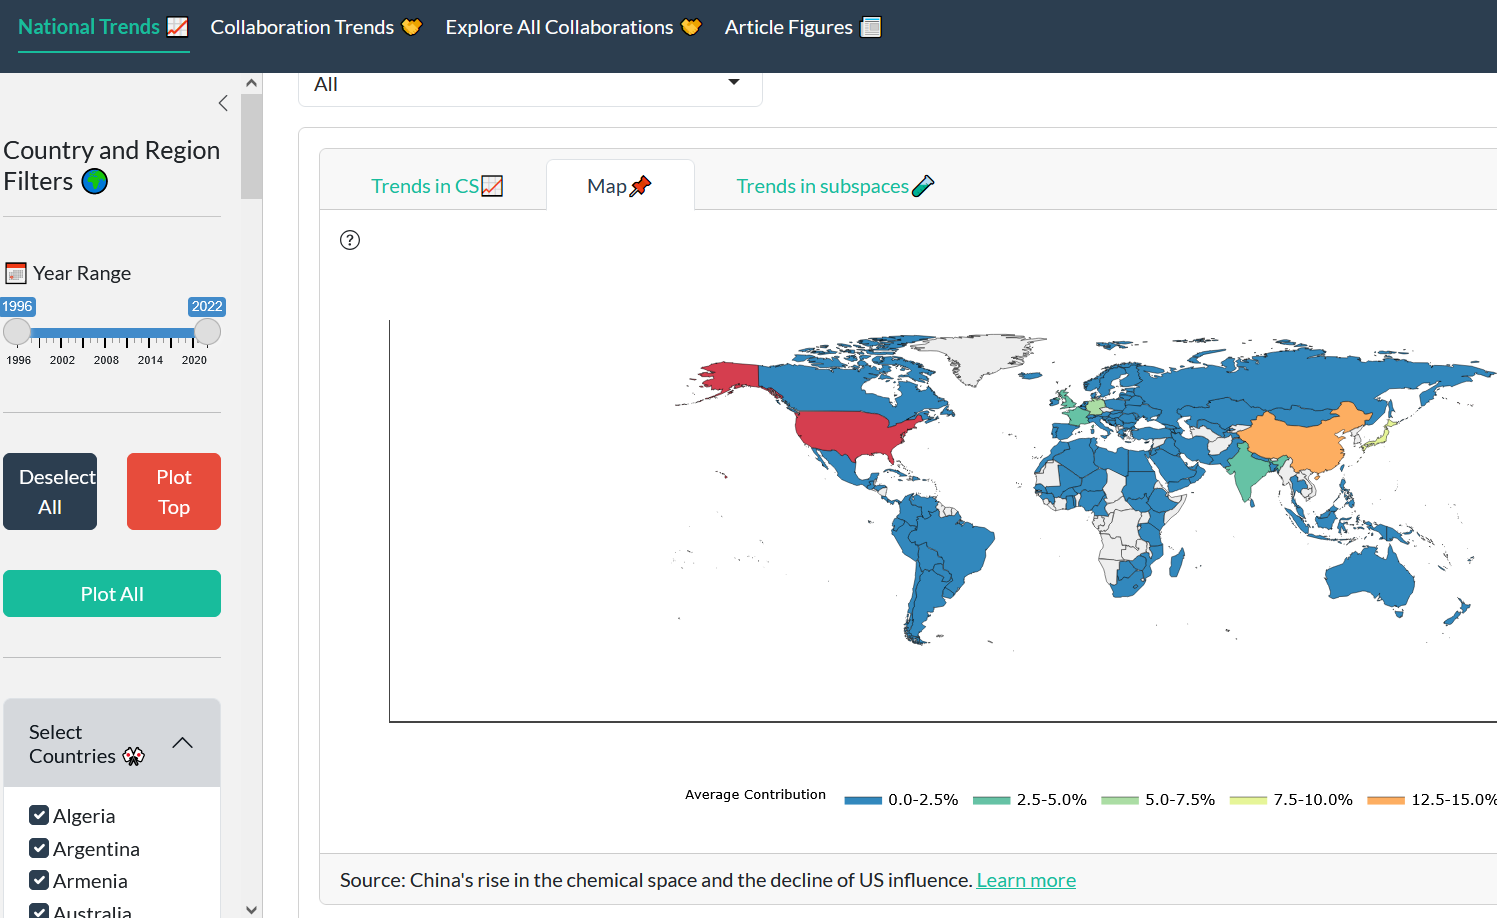 National Trends
Collaboration Trends
Explore All Collaborations
Article Figures
All
Country and Region
Filters
Year Range
1996
2022
1996 2002 2008 2014 2020
Deselect
All
Plot
Top
Plot All
Select
Countries
Algeria
Argentina
Armenia
Australia
Trends in CS
Map
Trends in subspaces
?
Average Contribution
0.0-2.5%
2.5-5.0%
5.0-7.5%
7.5-10.0%
12.5-15.0%
Source: China's rise in the chemical space and the decline of US influence. Learn more